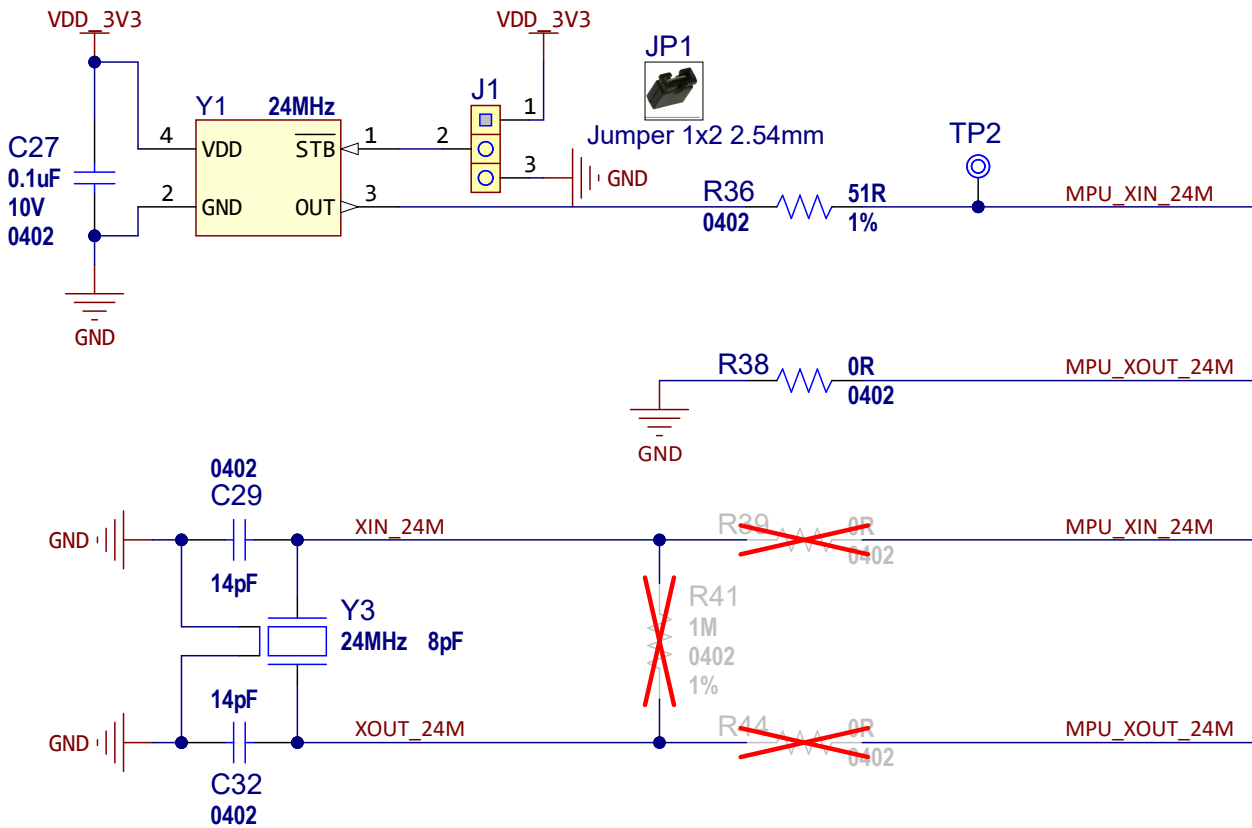 VDD_3V3
VDD_3V3
JP1
Jumper 1x2 2.54mm
Y1 24MHz
J1
1
2
3
GND
4 VDD STB 1
2 GND OUT 3
C27
0.1uF
10V
0402
GND
R36 51R
0402 1%
TP2
MPU_XIN_24M
R38 0R
0402
MPU_XOUT_24M
GND
0402
C29
14pF
GND
XIN_24M
R39 0R
0402
MPU_XIN_24M
Y3
24MHz 8pF
R41
1M
0402
1%
14pF
GND
XOUT_24M
R44 0R
0402
MPU_XOUT_24M
C32
0402